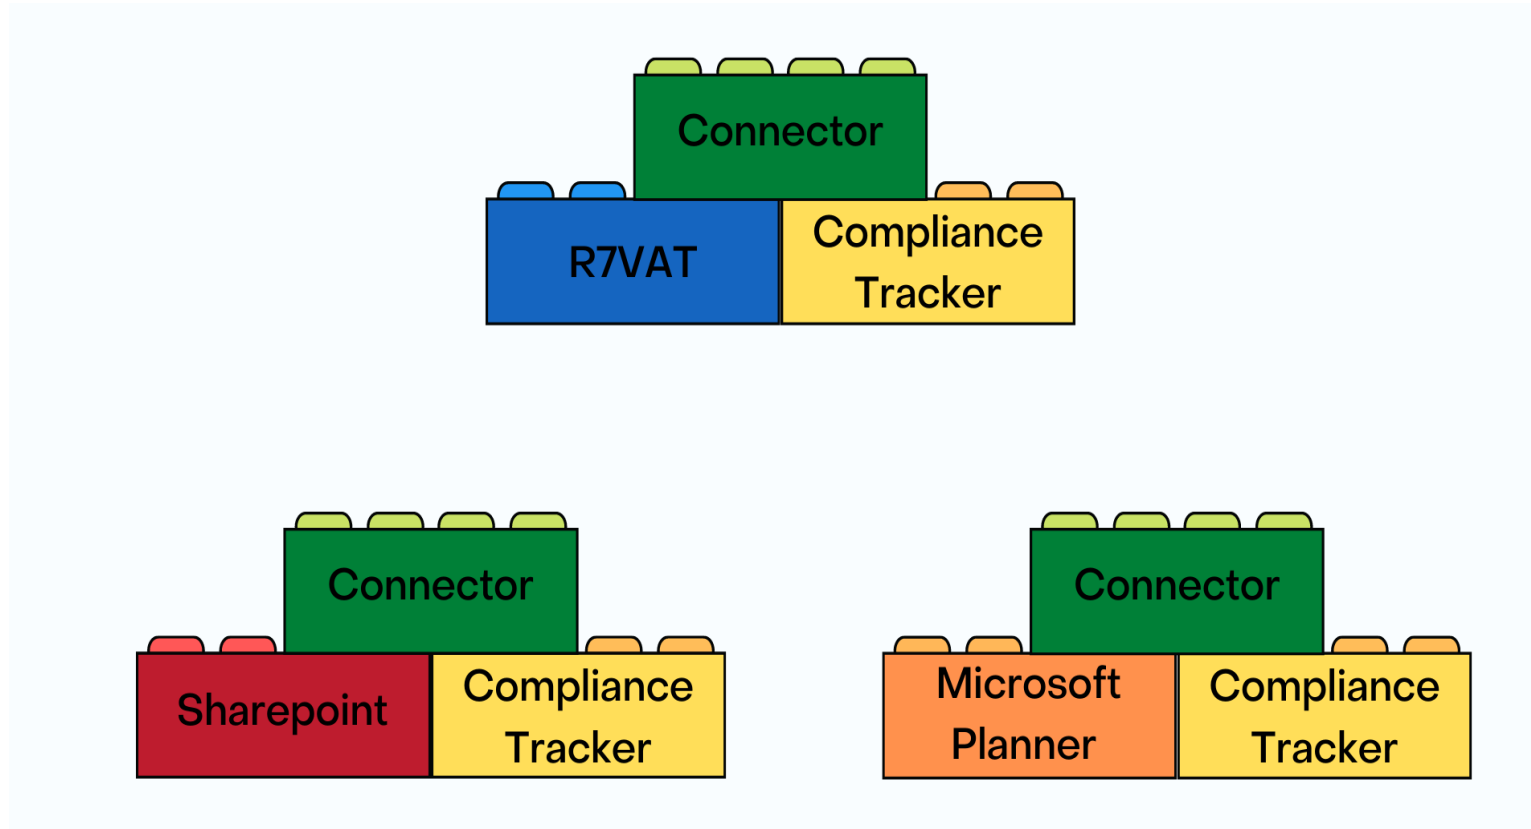 Connector
R7VAT
Compliance
Tracker
Connector
Sharepoint
Compliance
Tracker
Connector
Microsoft
Planner
Compliance
Tracker